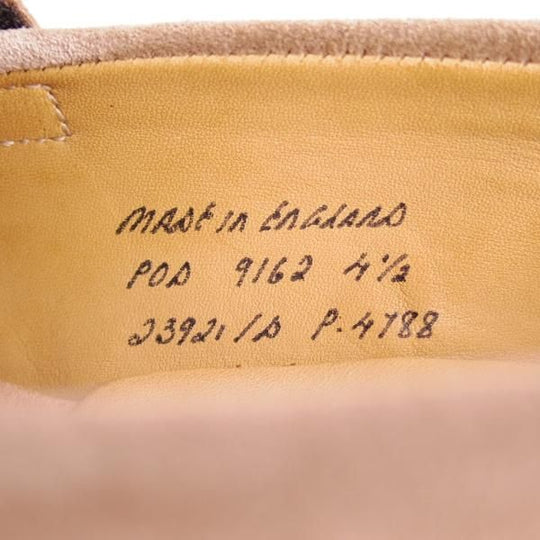 MADE in ENGLAND
POD 9162 4½
23921/D P.4788